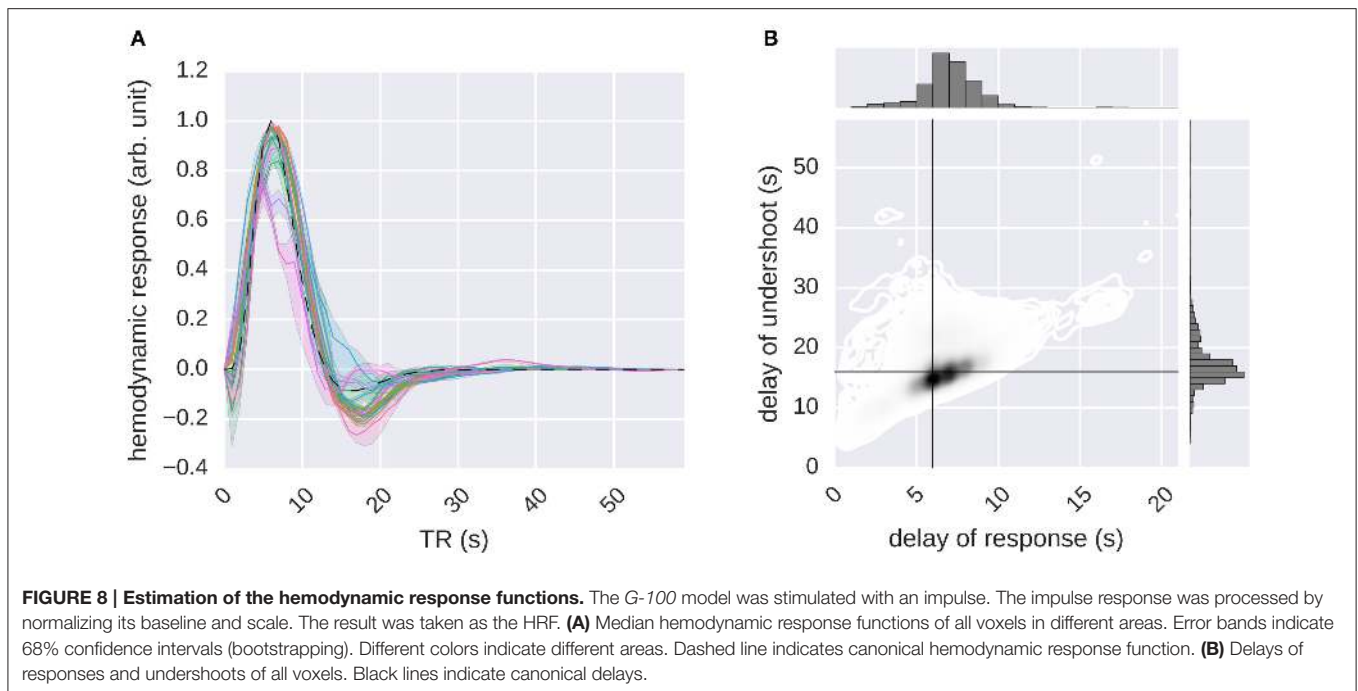 A
B
1.2
1.0
0.8
0.6
0.4
0.2
0.0
−0.2
−0.4
hemodynamic response (arb. unit)
0
10
20
30
40
50
TR (s)
50
40
30
20
10
0
delay of undershoot (s)
0
5
10
15
20
delay of response (s)
FIGURE 8 | Estimation of the hemodynamic response functions. The G-100 model was stimulated with an impulse. The impulse response was processed by
normalizing its baseline and scale. The result was taken as the HRF. (A) Median hemodynamic response functions of all voxels in different areas. Error bands indicate
68% confidence intervals (bootstrapping). Different colors indicate different areas. Dashed line indicates canonical hemodynamic response function. (B) Delays of
responses and undershoots of all voxels. Black lines indicate canonical delays.